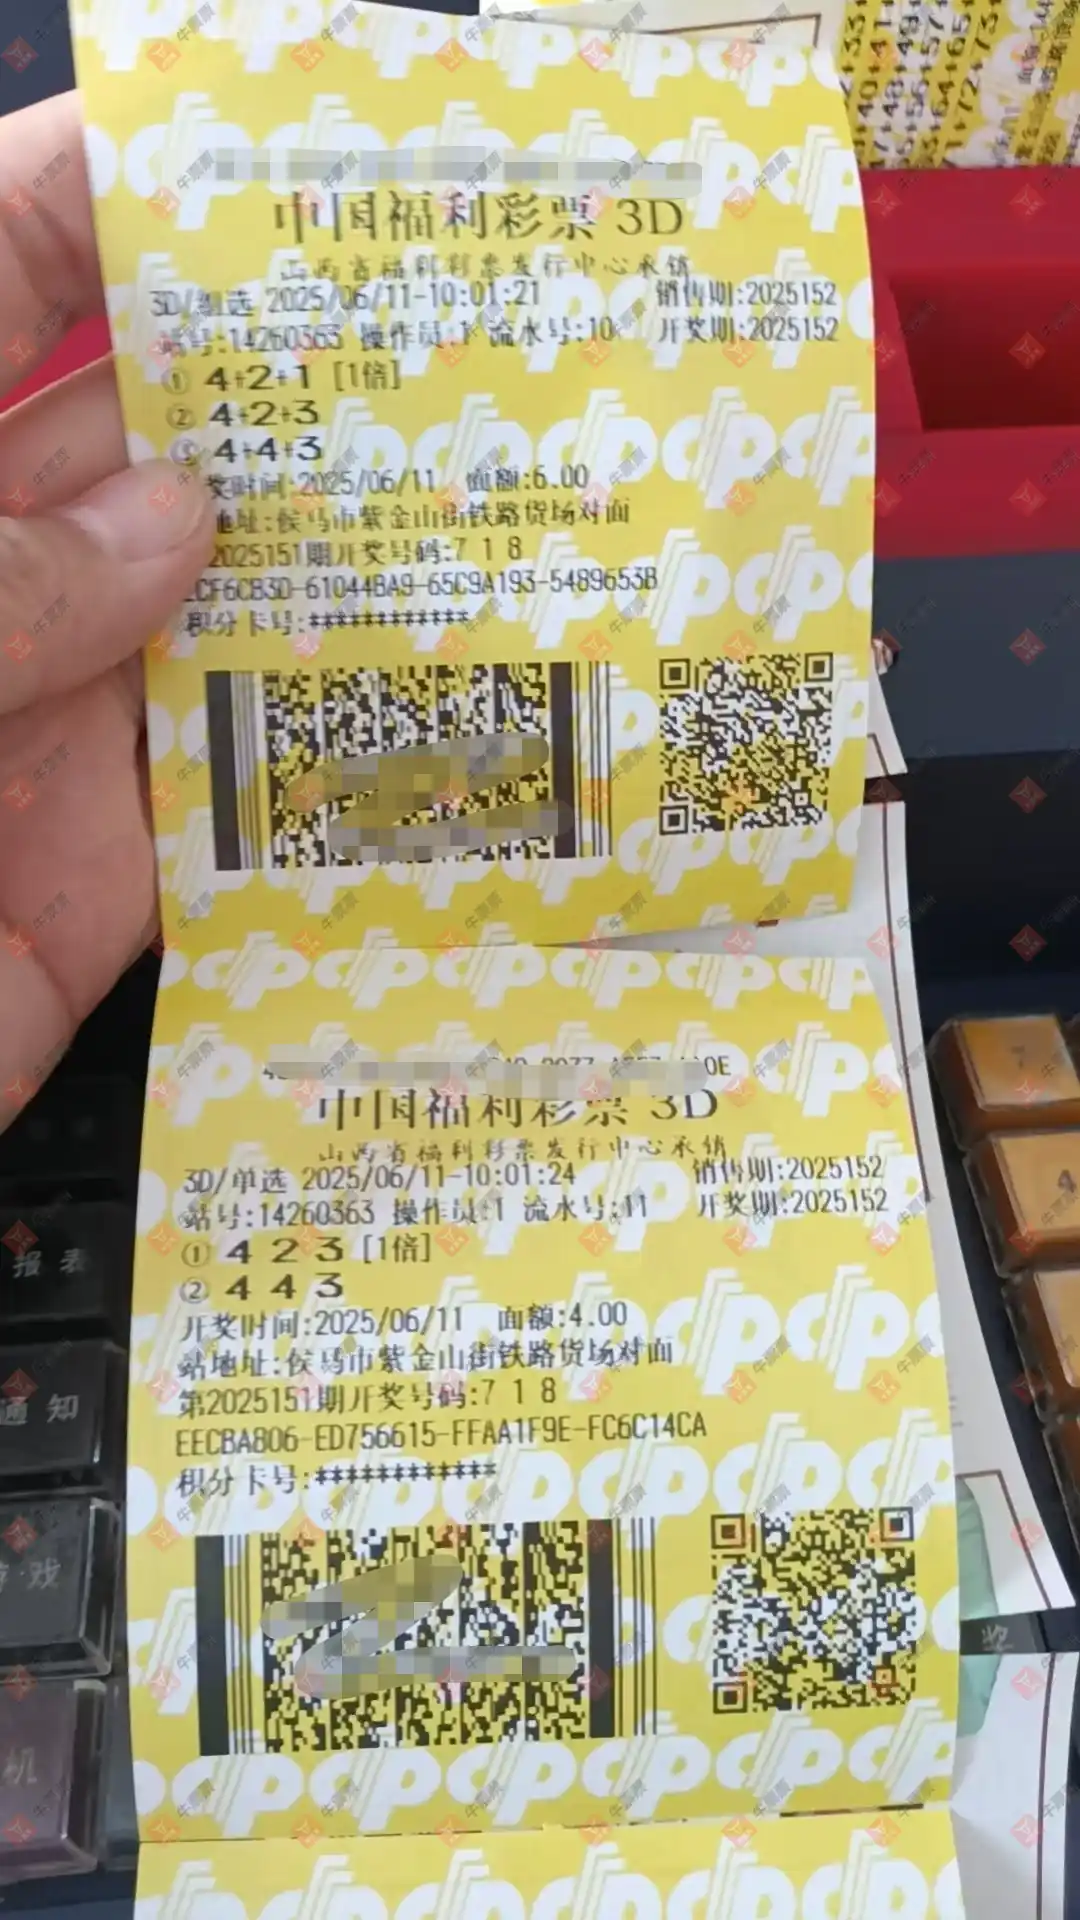 中国福利彩票 3D
山西省福利彩票发行中心承销
3D/组选 2025/06/11-10:01:21 销售期:2025152
站号:14260363 操作员:1 流水号:10 开奖期:2025152
① 4+2+1 [1倍]
② 4+2+3
③ 4+4+3
奖时间:2025/06/11 面额:6.00
地址:侯马市紫金山街铁路货场对面
2025151期开奖号码:7 1 8
CF6CB3D-61044BA9-65C9A193-5489653B
积分卡号:************
中国福利彩票 3D
山西省福利彩票发行中心承销
3D/单选 2025/06/11-10:01:24 销售期:2025152
站号:14260363 操作员:1 流水号:11 开奖期:2025152
① 4 2 3 [1倍]
② 4 4 3
开奖时间:2025/06/11 面额:4.00
站地址:侯马市紫金山街铁路货场对面
第2025151期开奖号码:7 1 8
EECBA806-ED756615-FFAA1F9E-FC6C14CA
积分卡号:************
报表
通知
戏
机
7
4
牛票票